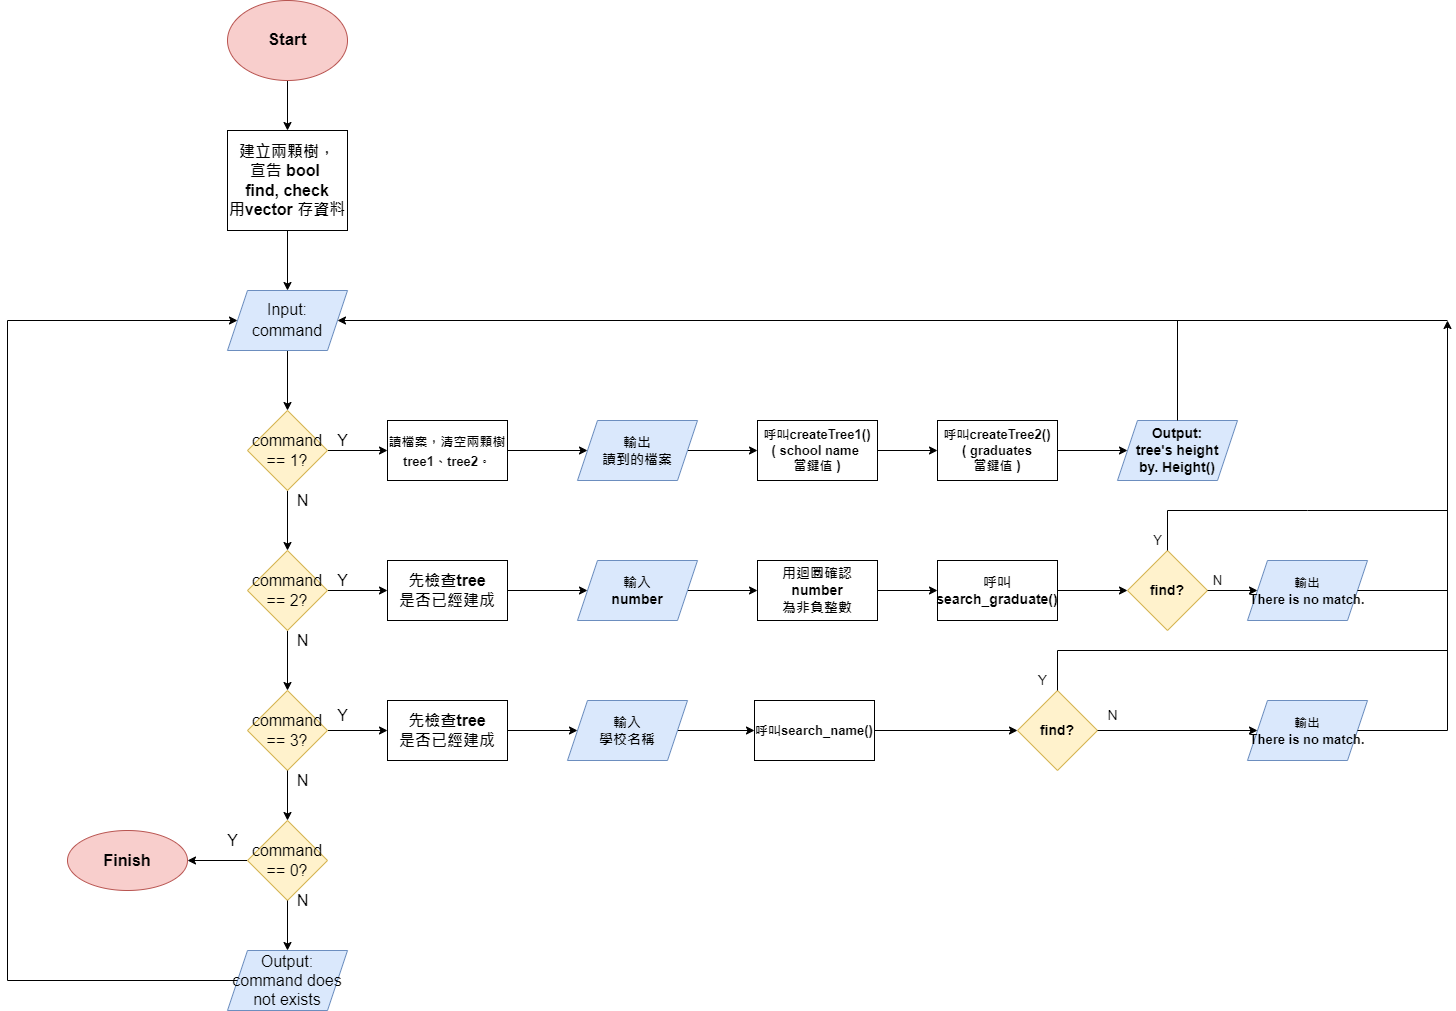 Start
建立兩顆樹，
宣告 bool
find, check
用vector 存資料
Input:
command
command
== 1?
Y
N
讀檔案，清空兩顆樹
tree1、tree2。
輸出
讀到的檔案
呼叫createTree1()
( school name
當鍵值 )
呼叫createTree2()
( graduates
當鍵值 )
Output:
tree's height
by. Height()
command
== 2?
Y
N
先檢查tree
是否已經建成
輸入
number
用迴圈確認
number
為非負整數
呼叫
search_graduate()
find?
Y
N
輸出
There is no match.
command
== 3?
Y
N
先檢查tree
是否已經建成
輸入
學校名稱
呼叫search_name()
find?
Y
N
輸出
There is no match.
command
== 0?
Y
N
Finish
Output:
command does
not exists